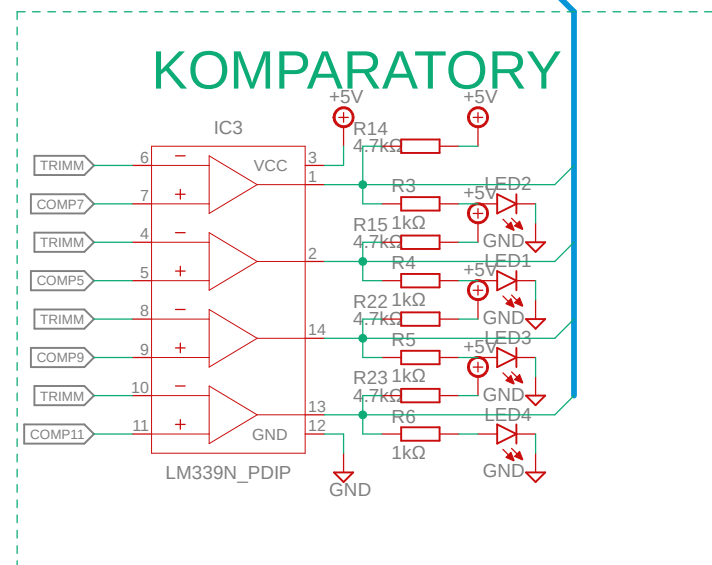 KOMPARATORY
+5V
+5V
IC3
R14
4.7kΩ
VCC
TRIMM
6
−
3
1
COMP7
7
+
R3
1kΩ
+5V
LED2
R15
4.7kΩ
TRIMM
4
−
GND
2
COMP5
5
+
R4
1kΩ
+5V
LED1
R22
4.7kΩ
TRIMM
8
−
GND
14
COMP9
9
+
R5
1kΩ
+5V
LED3
R23
4.7kΩ
TRIMM
10
−
GND
13
COMP11
11
+
GND
12
R6
1kΩ
LED4
GND
LM339N_PDIP
GND